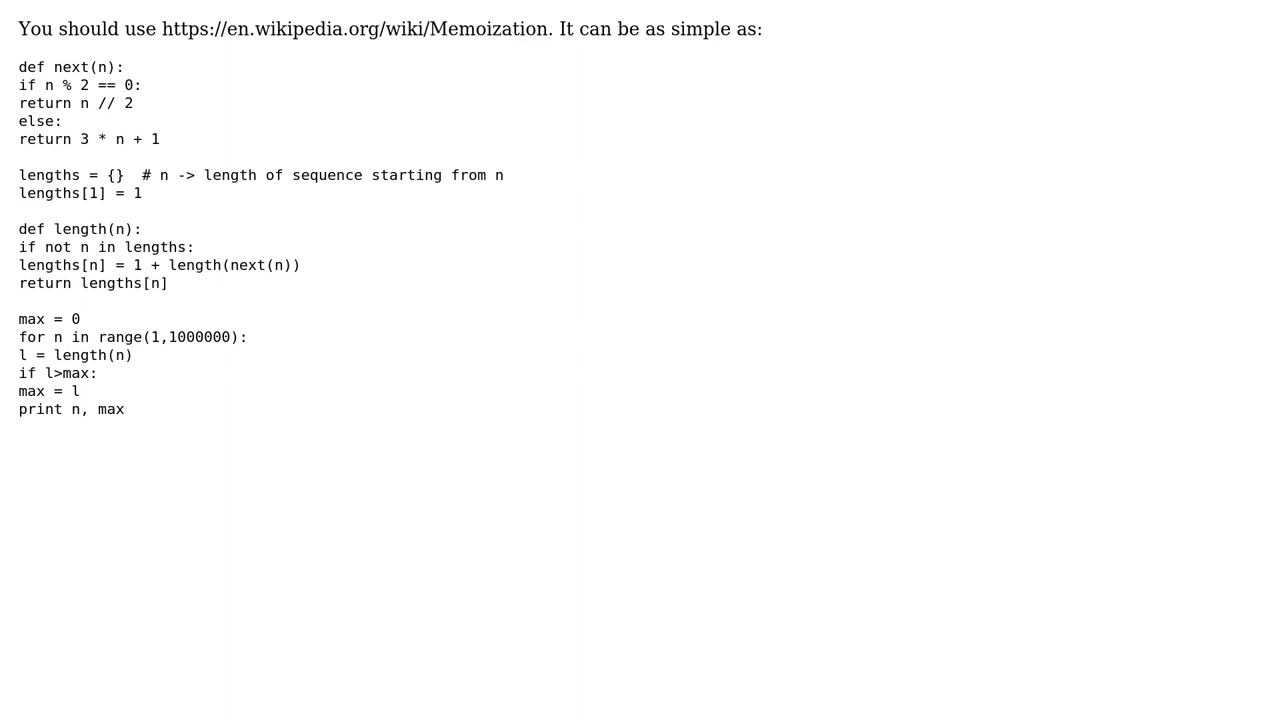 You should use https://en.wikipedia.org/wiki/Memoization. It can be as simple as:
def next(n):
if n % 2 == 0:
return n // 2
else:
return 3 * n + 1
lengths = {}  # n -> length of sequence starting from n
lengths[1] = 1
def length(n):
if not n in lengths:
lengths[n] = 1 + length(next(n))
return lengths[n]
max = 0
for n in range(1,1000000):
l = length(n)
if l>max:
max = l
print n, max